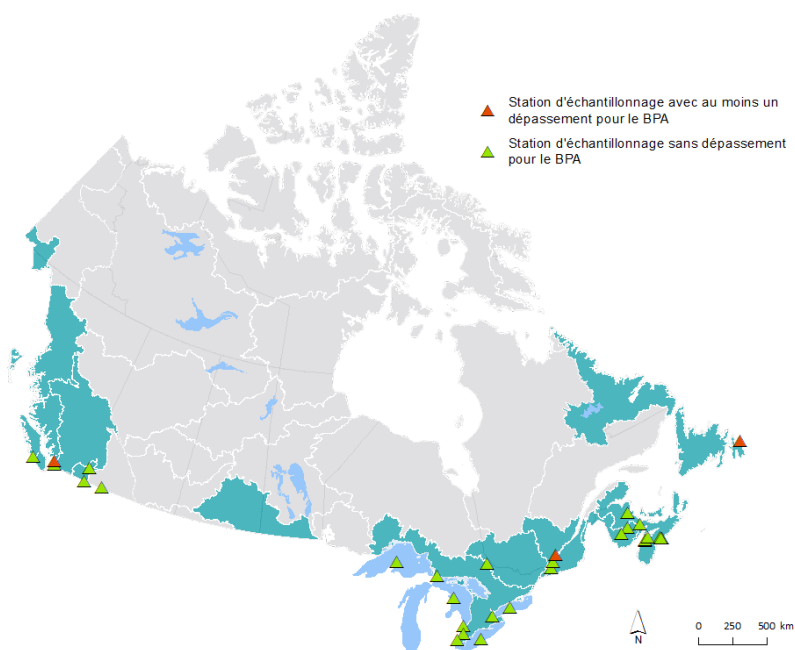 Station d'échantillonnage avec au moins un
dépassement pour le BPA
Station d'échantillonnage sans dépassement
pour le BPA
N
0 250 500 km